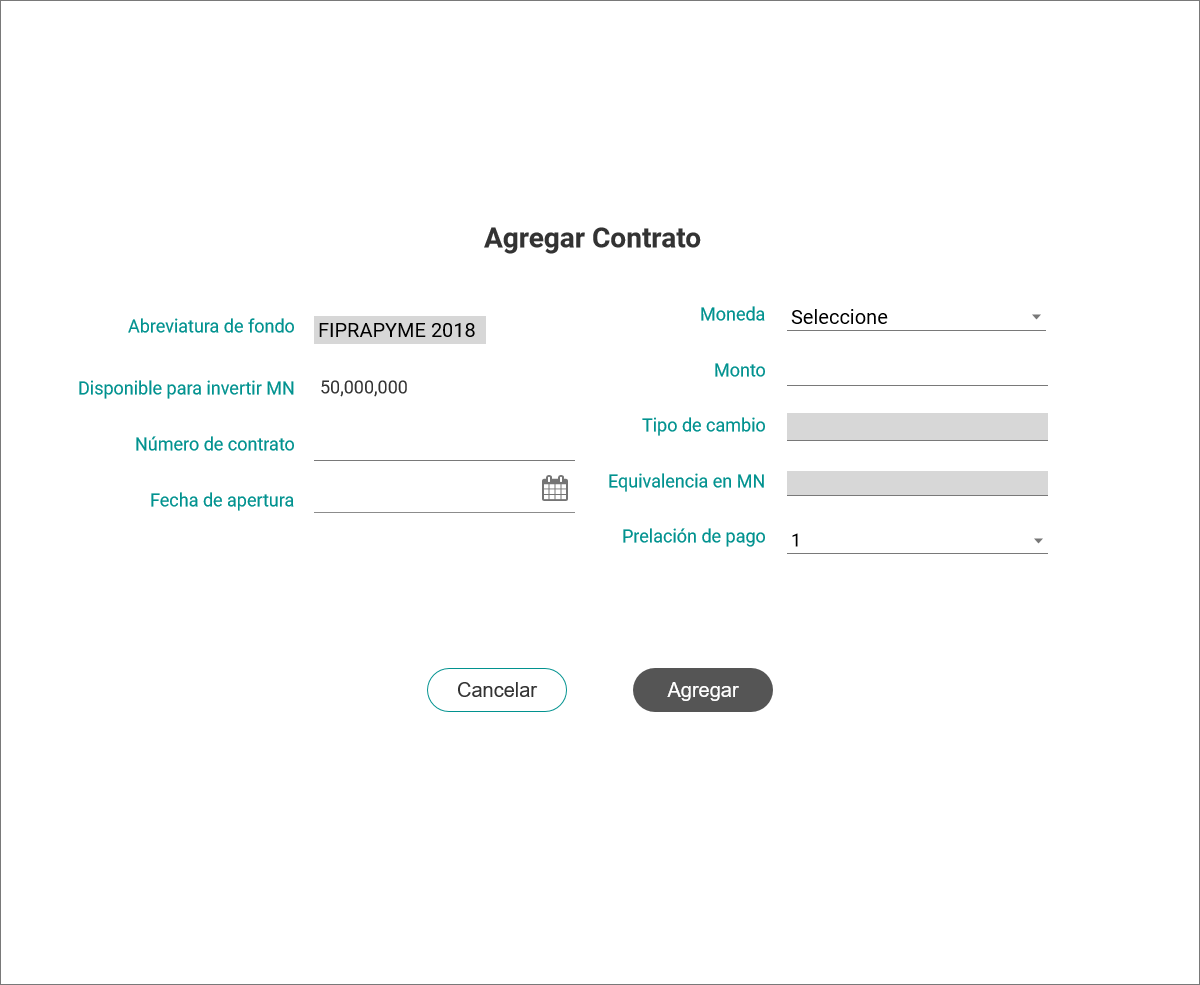 Agregar Contrato
Abreviatura de fondo
FIPRAPYME 2018
Disponible para invertir MN
50,000,000
Número de contrato
Fecha de apertura
Moneda
Seleccione
Monto
Tipo de cambio
Equivalencia en MN
Prelación de pago
1
Cancelar
Agregar